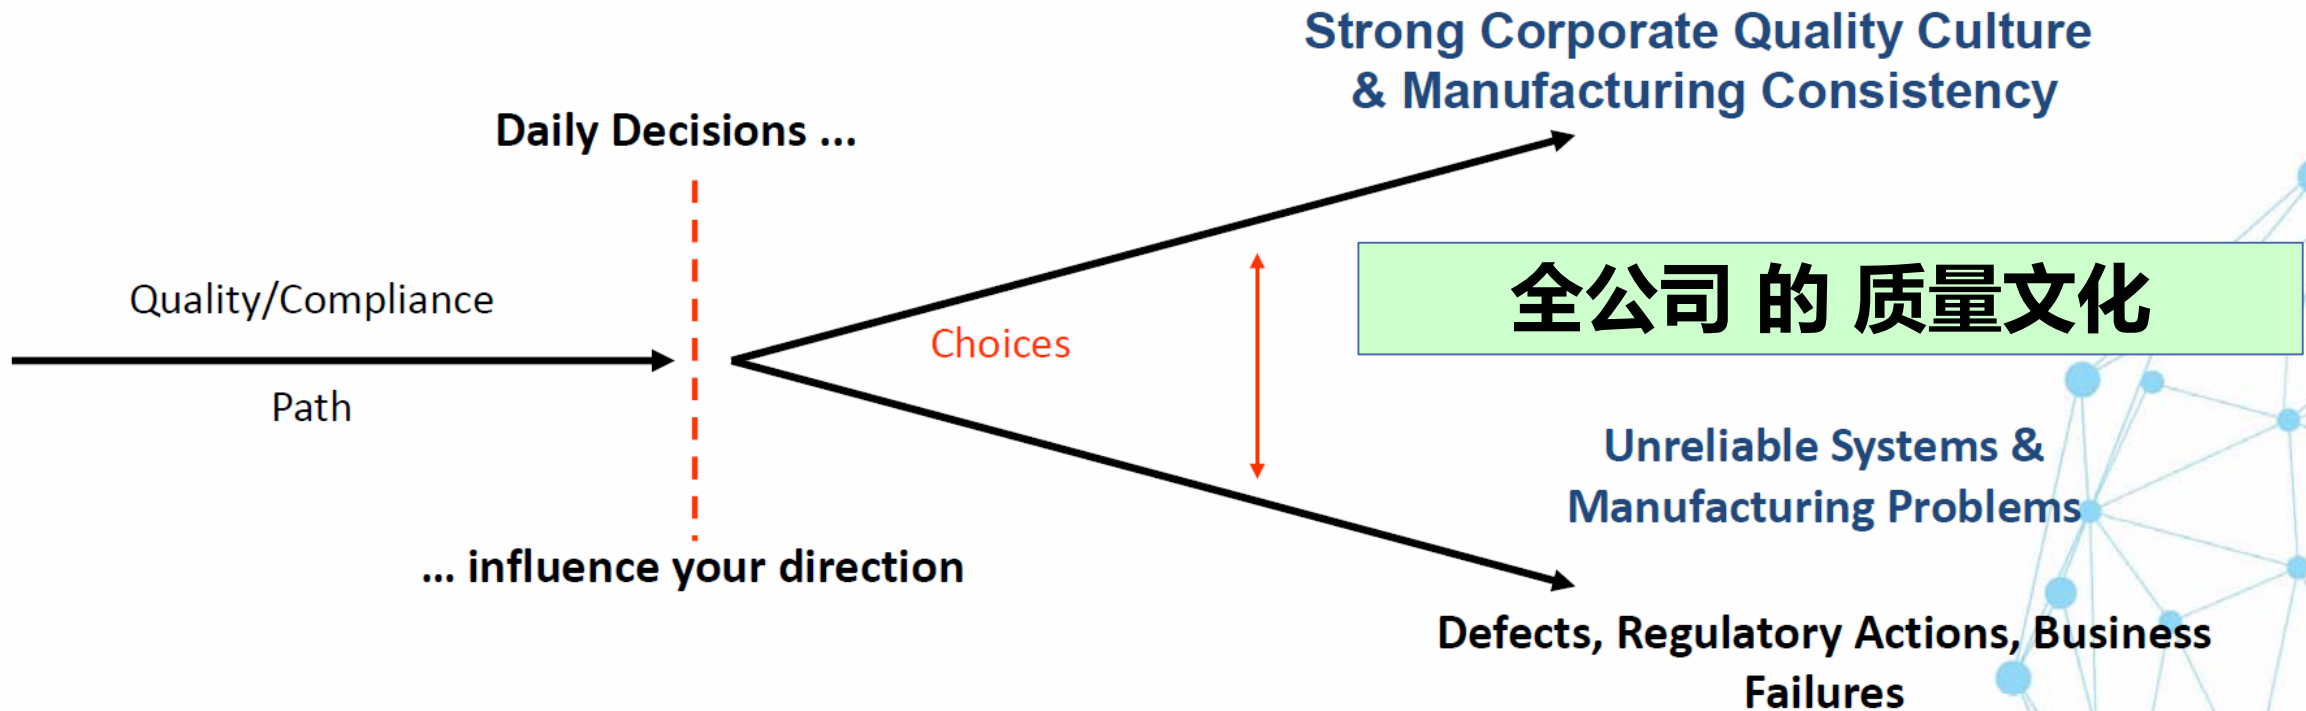 Strong Corporate Quality Culture
& Manufacturing Consistency
Daily Decisions ...
Quality/Compliance
Path
Choices
全公司 的 质量文化
... influence your direction
Unreliable Systems &
Manufacturing Problems
Defects, Regulatory Actions, Business
Failures